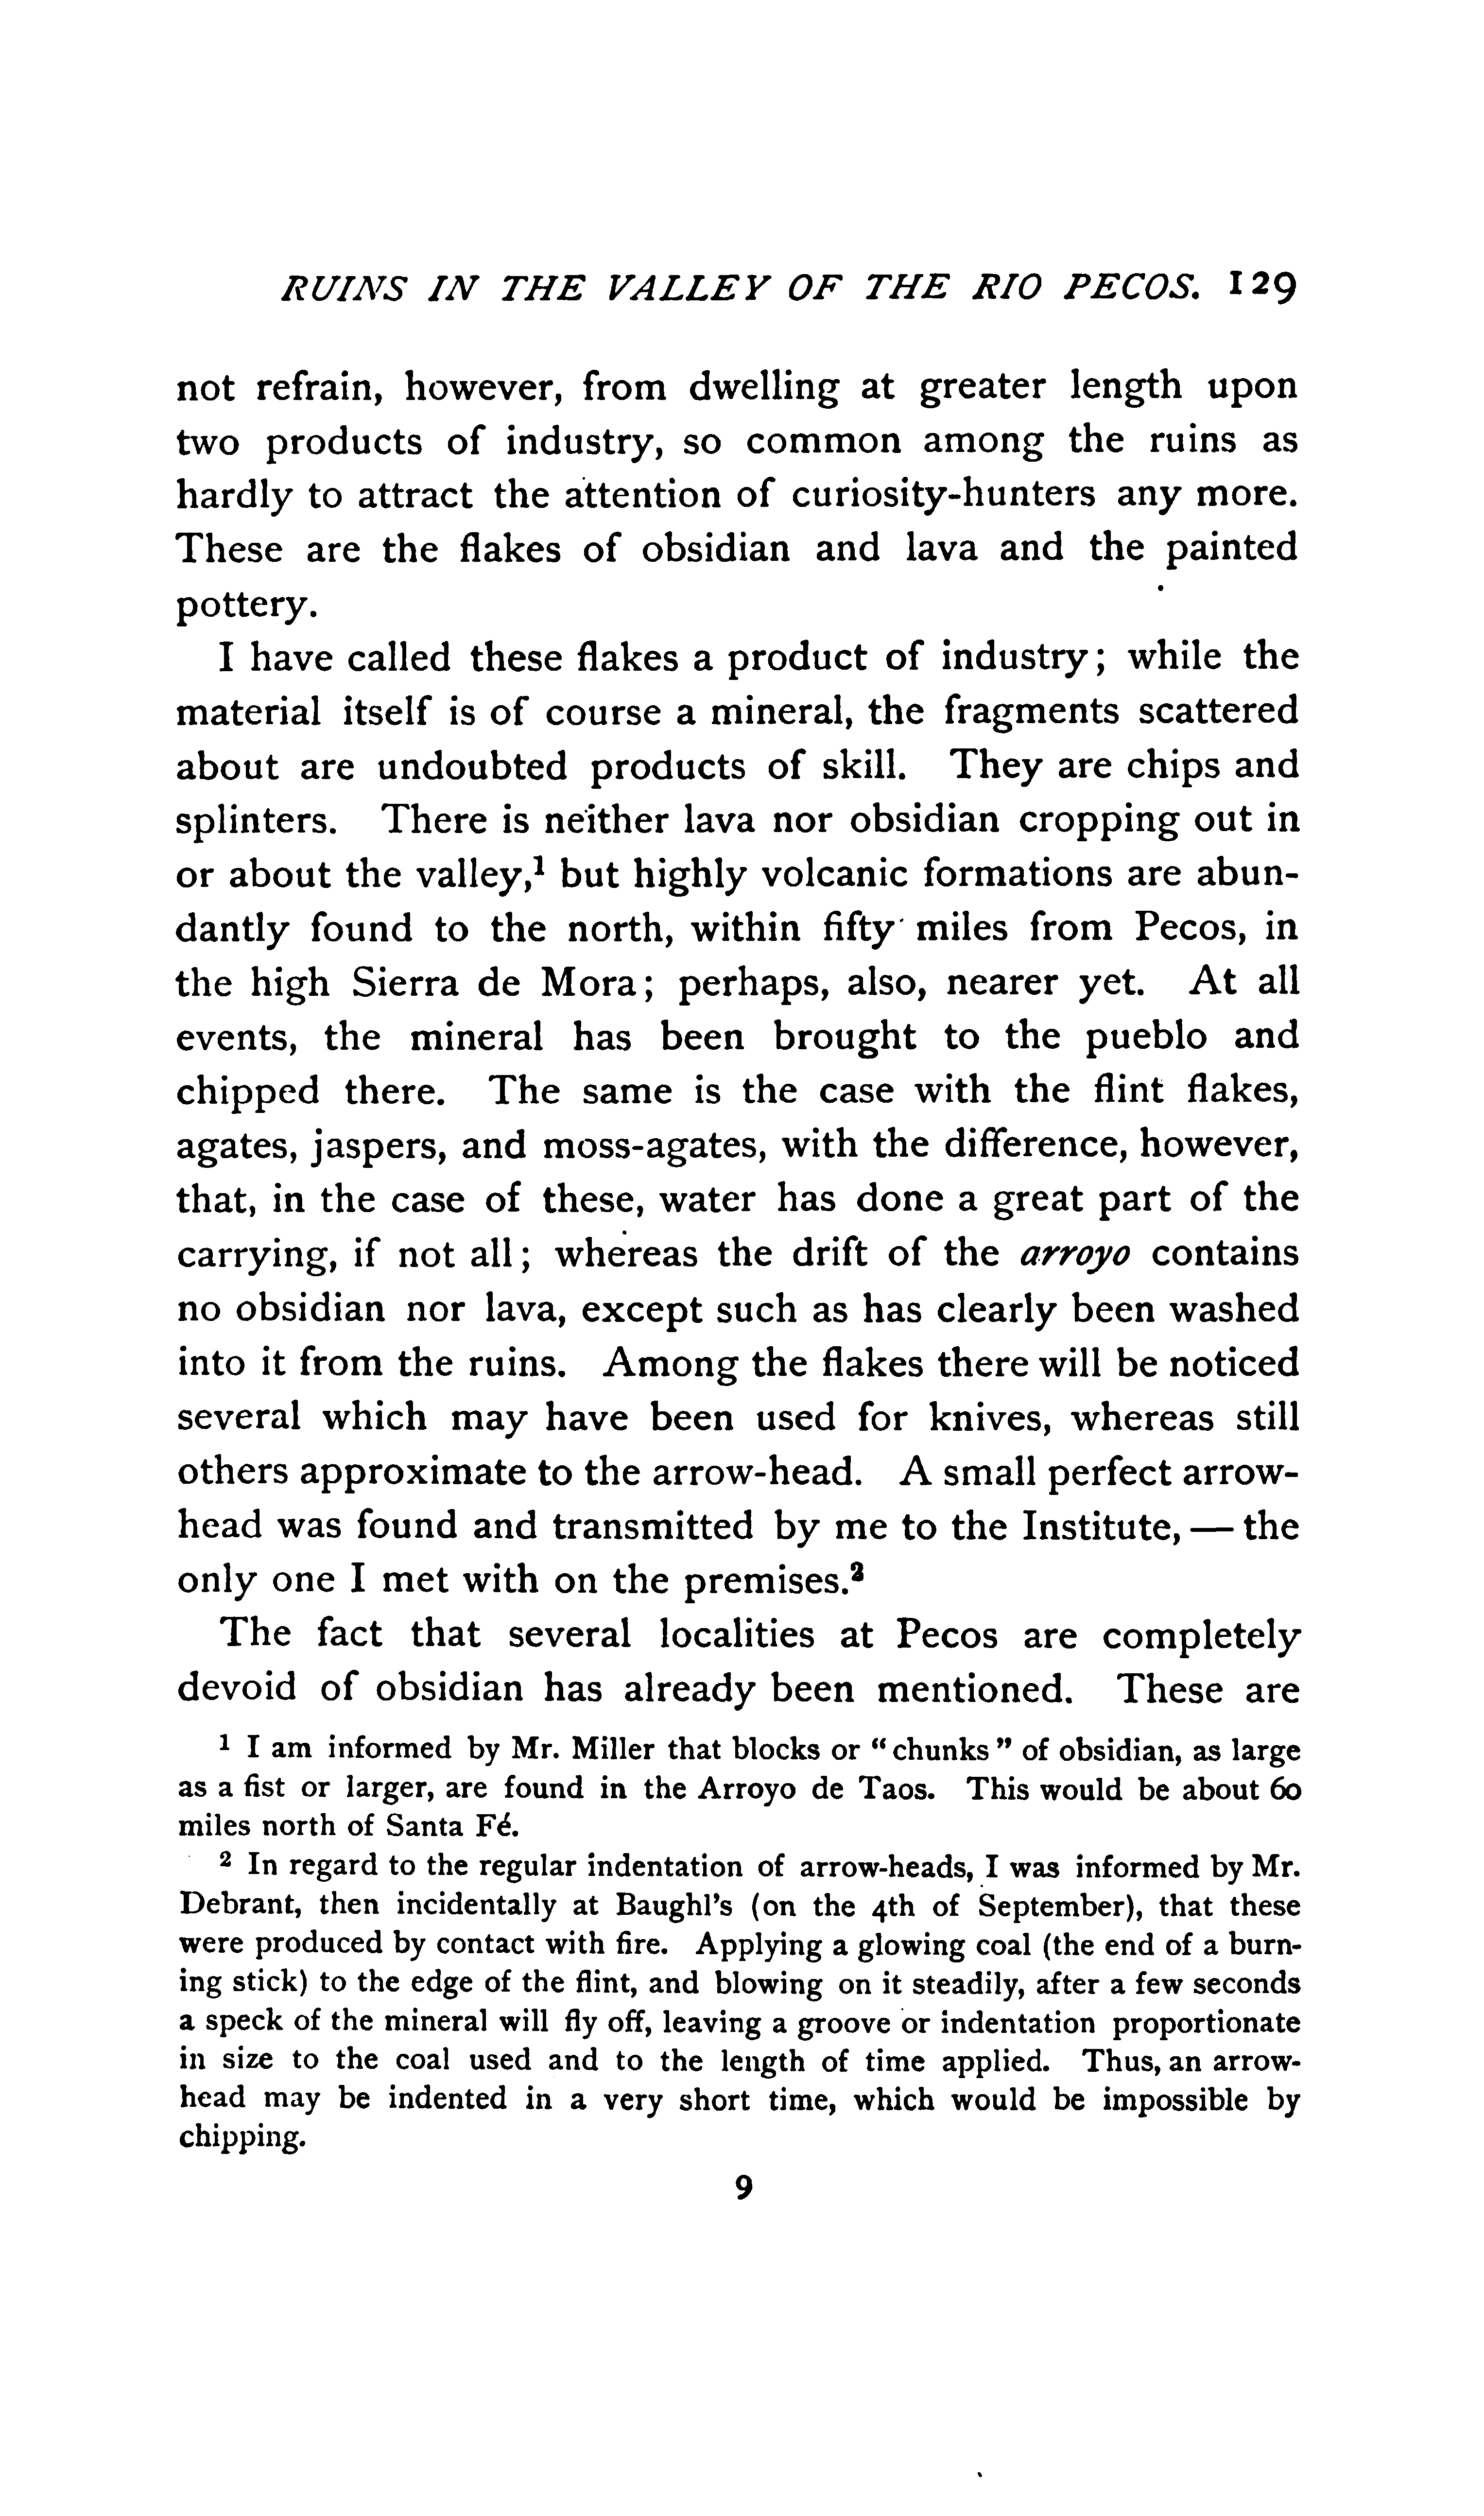 RUINS IN THE VALLEY OF THE RIO PECOS. 129
not refrain, however, from dwelling at greater length upon
two products of industry, so common among the ruins as
hardly to attract the attention of curiosity-hunters any more.
These are the flakes of obsidian and lava and the painted
pottery.
I have called these flakes a product of industry; while the
material itself is of course a mineral, the fragments scattered
about are undoubted products of skill. They are chips and
splinters. There is neither lava nor obsidian cropping out in
or about the valley,¹ but highly volcanic formations are abun-
dantly found to the north, within fifty miles from Pecos, in
the high Sierra de Mora; perhaps, also, nearer yet. At all
events, the mineral has been brought to the pueblo and
chipped there. The same is the case with the flint flakes,
agates, jaspers, and moss-agates, with the difference, however,
that, in the case of these, water has done a great part of the
carrying, if not all; whereas the drift of the arroyo contains
no obsidian nor lava, except such as has clearly been washed
into it from the ruins. Among the flakes there will be noticed
several which may have been used for knives, whereas still
others approximate to the arrow-head. A small perfect arrow-
head was found and transmitted by me to the Institute, — the
only one I met with on the premises.²
The fact that several localities at Pecos are completely
devoid of obsidian has already been mentioned. These are
¹ I am informed by Mr. Miller that blocks or "chunks" of obsidian, as large
as a fist or larger, are found in the Arroyo de Taos. This would be about 60
miles north of Santa Fé.
² In regard to the regular indentation of arrow-heads, I was informed by Mr.
Debrant, then incidentally at Baughl's (on the 4th of September), that these
were produced by contact with fire. Applying a glowing coal (the end of a burn-
ing stick) to the edge of the flint, and blowing on it steadily, after a few seconds
a speck of the mineral will fly off, leaving a groove or indentation proportionate
in size to the coal used and to the length of time applied. Thus, an arrow-
head may be indented in a very short time, which would be impossible by
chipping.
9